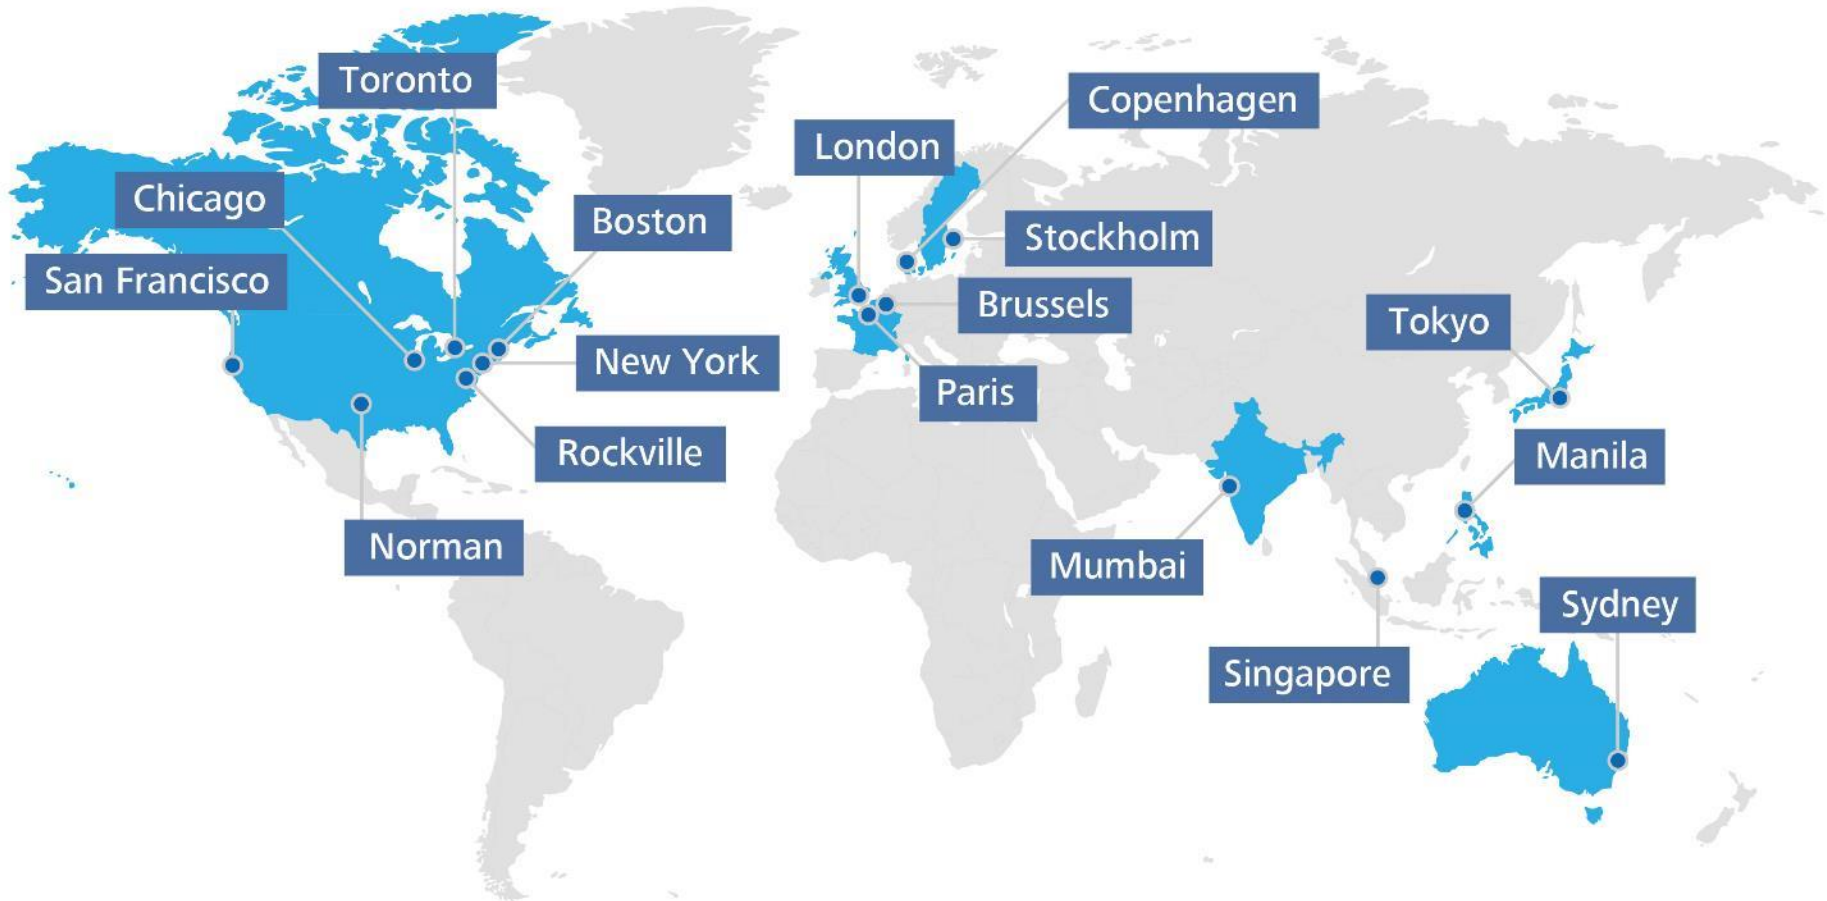 Toronto
Copenhagen
London
Chicago
Boston
Stockholm
San Francisco
Brussels
Tokyo
New York
Paris
Rockville
Manila
Norman
Mumbai
Sydney
Singapore